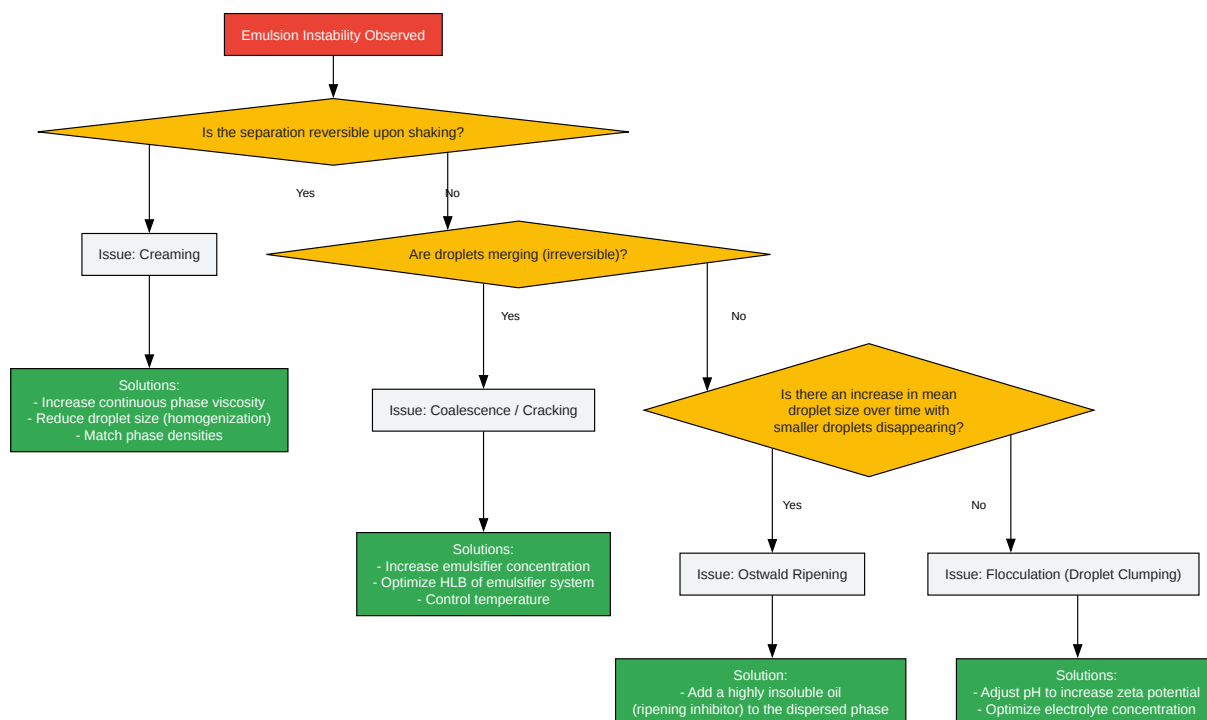 Emulsion Instability Observed
Is the separation reversible upon shaking?
Yes
No
Issue: Creaming
Are droplets merging (irreversible)?
Solutions:
- Increase continuous phase viscosity
- Reduce droplet size (homogenization)
- Match phase densities
Yes
No
Issue: Coalescence / Cracking
Is there an increase in mean
droplet size over time with
smaller droplets disappearing?
Solutions:
- Increase emulsifier concentration
- Optimize HLB of emulsifier system
- Control temperature
Yes
No
Issue: Ostwald Ripening
Issue: Flocculation (Droplet Clumping)
Solution:
- Add a highly insoluble oil
(ripening inhibitor) to the dispersed phase
Solutions:
- Adjust pH to increase zeta potential
- Optimize electrolyte concentration